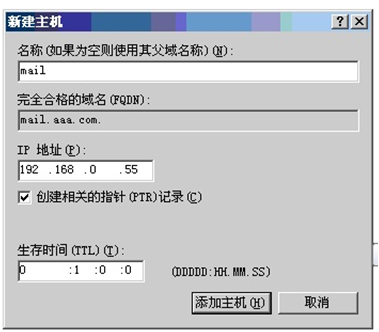 新建主机
名称(如果为空则使用其父域名称)(N):
mail
完全合格的域名(FQDN):
mail.aaa.com.
IP 地址(P):
192 .168 .0 .55
创建相关的指针(PTR)记录(C)
生存时间(TTL)(T):
0 :1 :0 :0 (DDDDD:HH.MM.SS)
添加主机(H) 取消